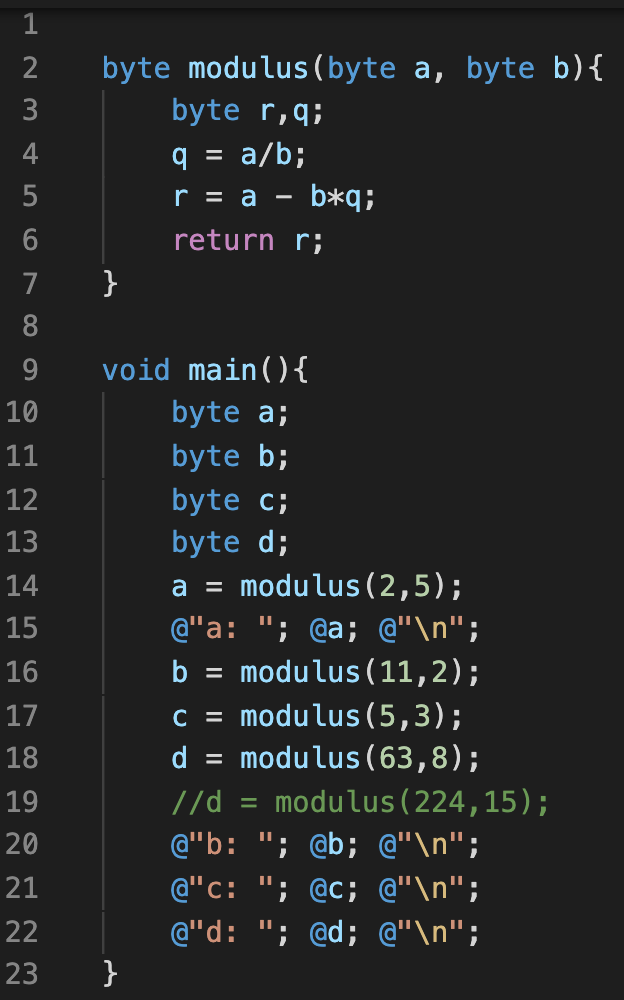 1
2 byte modulus(byte a, byte b){
3 byte r,q;
4 q = a/b;
5 r = a - b*q;
6 return r;
7 }
8
9 void main(){
10 byte a;
11 byte b;
12 byte c;
13 byte d;
14 a = modulus(2,5);
15 @"a: "; @a; @"\n";
16 b = modulus(11,2);
17 c = modulus(5,3);
18 d = modulus(63,8);
19 //d = modulus(224,15);
20 @"b: "; @b; @"\n";
21 @"c: "; @c; @"\n";
22 @"d: "; @d; @"\n";
23 }